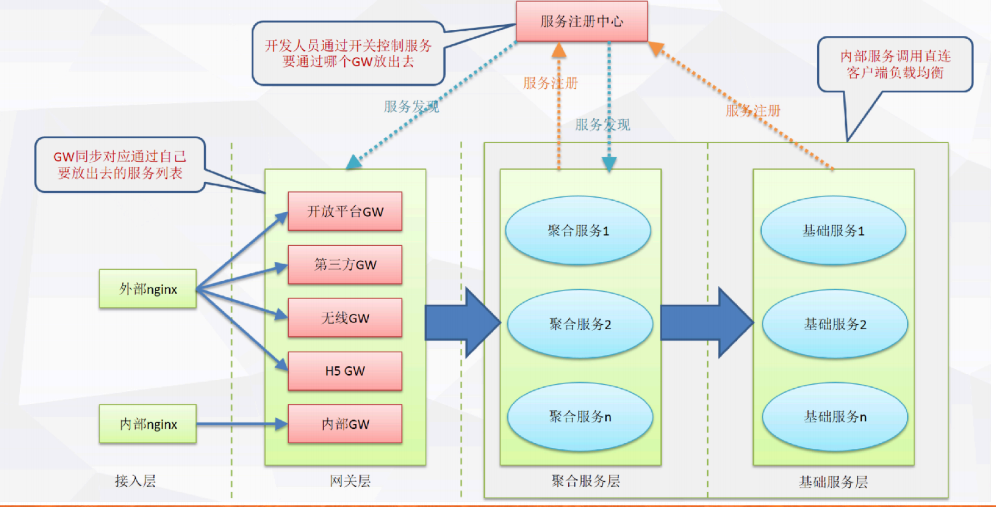 服务注册中心
开发人员通过开关控制服务
要通过哪个GW放出去
内部服务调用直连
客户端负载均衡
服务发现
服务注册
服务发现
服务注册
GW同步对应通过自己
要放出去的服务列表
外部nginx
内部nginx
开放平台GW
第三方GW
无线GW
H5 GW
内部GW
聚合服务1
聚合服务2
聚合服务n
基础服务1
基础服务2
基础服务n
接入层
网关层
聚合服务层
基础服务层